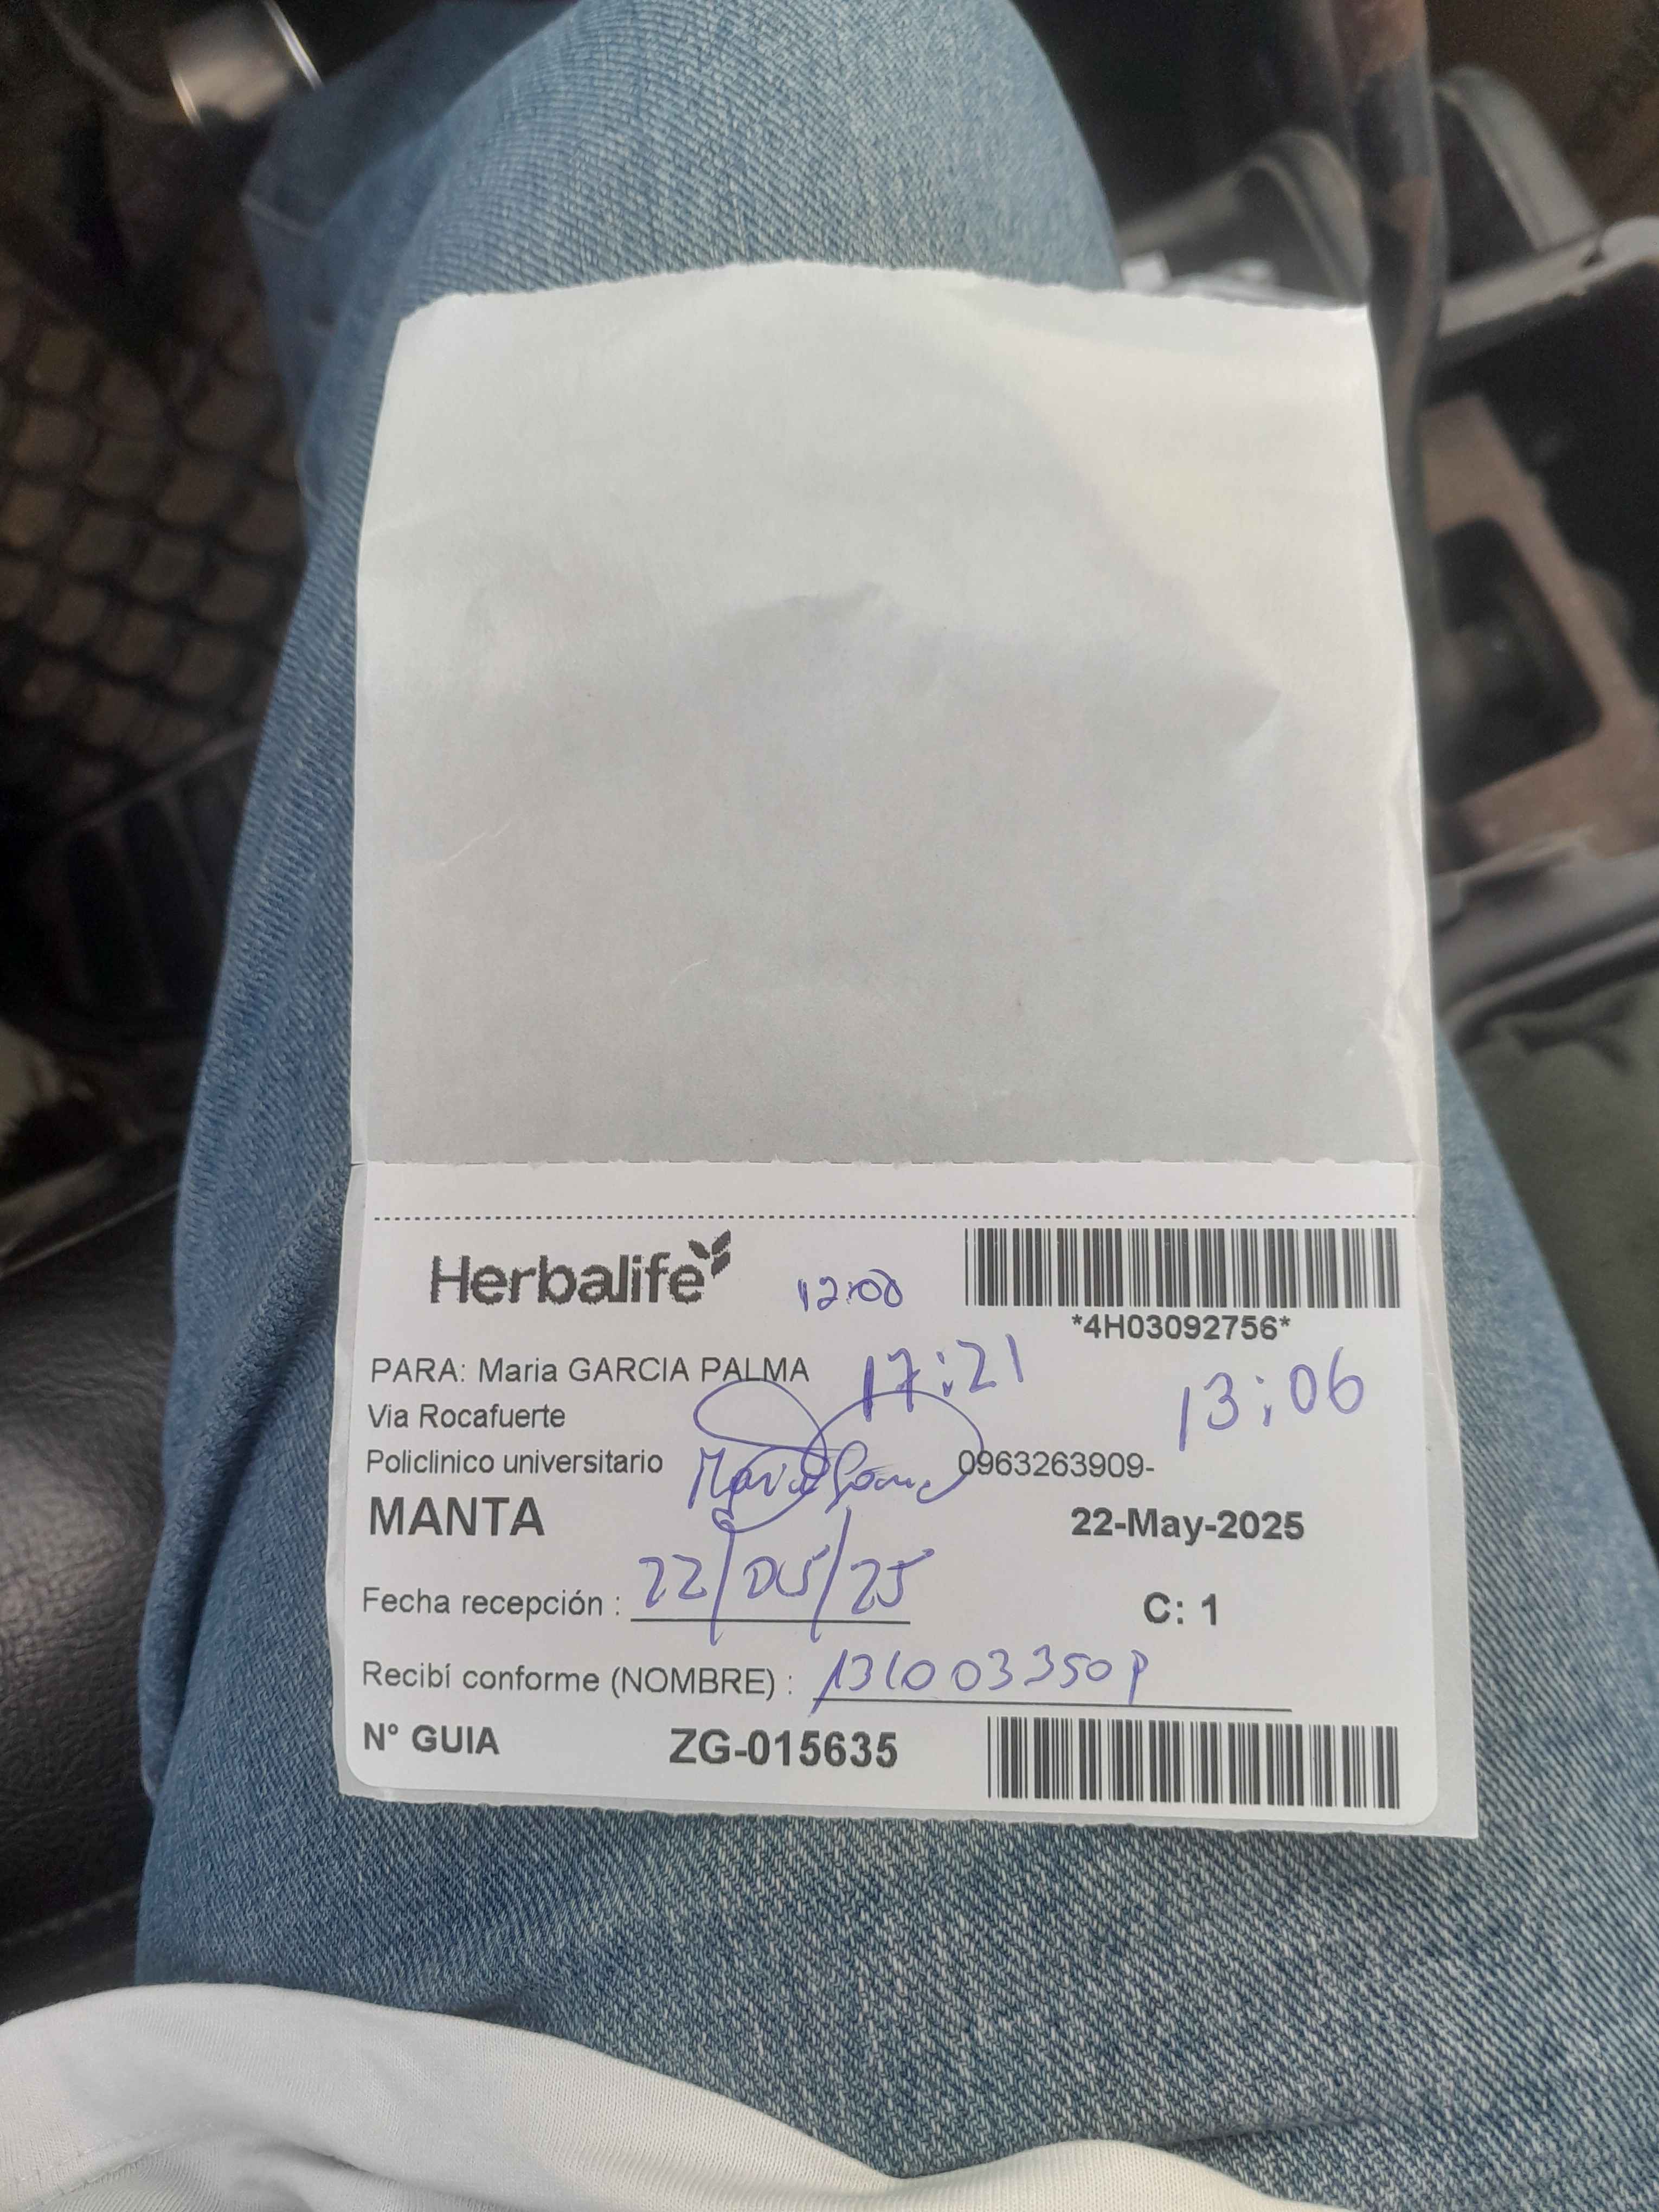 Herbalife
12:00
*4H03092756*
PARA: Maria GARCIA PALMA
17:21
13:06
Via Rocafuerte
Policlinico universitario
0963263909-
MANTA
22-May-2025
Fecha recepción : 22/05/25
C: 1
Recibí conforme (NOMBRE) :
N° GUIA ZG-015635